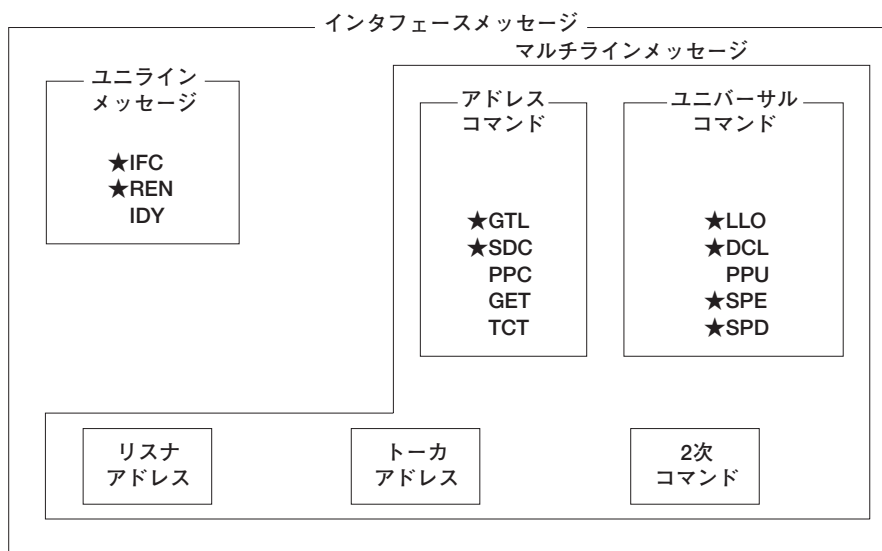 インタフェースメッセージ
マルチラインメッセージ
ユニライン
メッセージ
★IFC
★REN
IDY
アドレス
コマンド
★GTL
★SDC
PPC
GET
TCT
ユニバーサル
コマンド
★LLO
★DCL
PPU
★SPE
★SPD
リスナ
アドレス
トーカ
アドレス
2次
コマンド